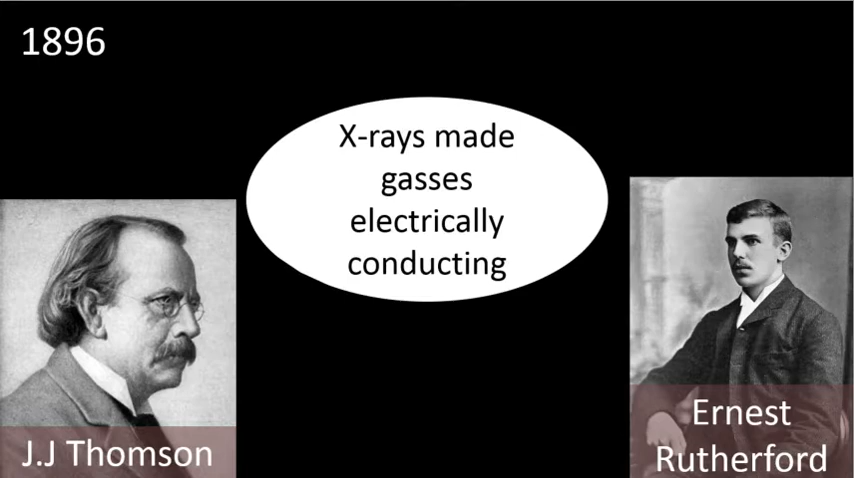 1896
X-rays made
gasses
electrically
conducting
J.J Thomson
Ernest
Rutherford